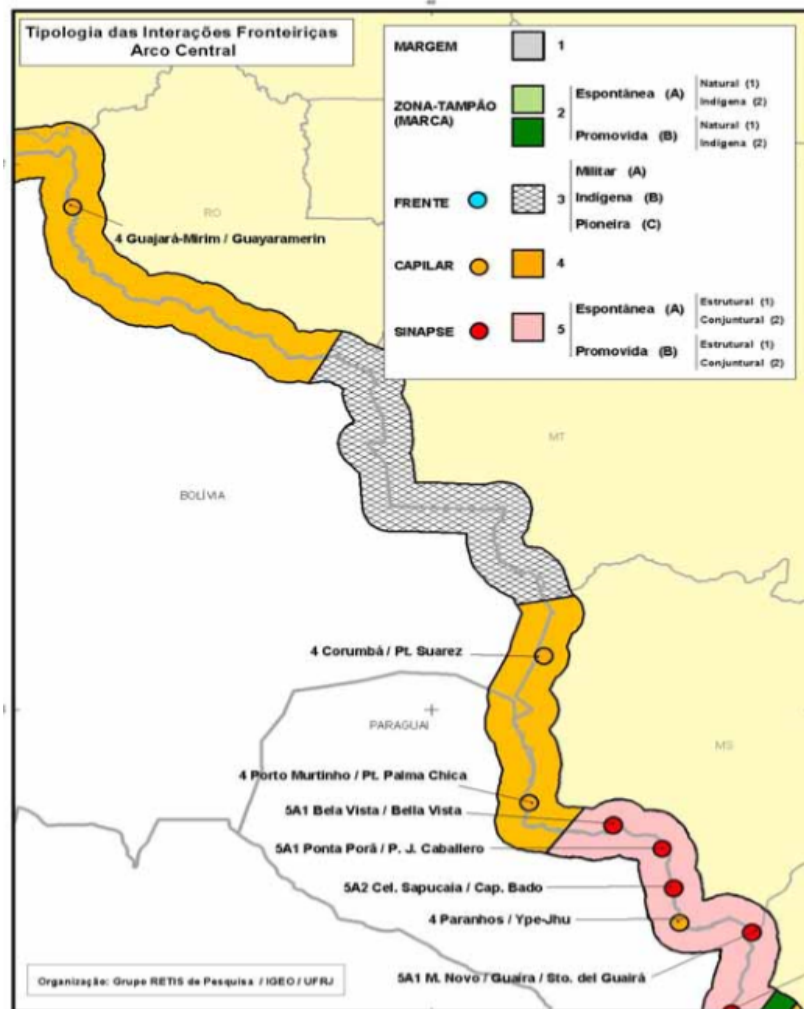 Tipologia das Interações Fronteiriças
Arco Central
MARGEM 1
ZONA-TAMPÃO
(MARCA)
2
Espontânea (A)
Natural (1)
Indígena (2)
Promovida (B)
Natural (1)
Indígena (2)
FRENTE
3
Militar (A)
Indígena (B)
Pioneira (C)
CAPILAR 4
SINAPSE
5
Espontânea (A)
Estrutural (1)
Conjuntural (2)
Promovida (B)
Estrutural (1)
Conjuntural (2)
RO
4 Guajará-Mirim / Guayaramerin
MT
BOLÍVIA
4 Corumbá / Pt. Suarez
PARAGUAI
MS
4 Porto Murtinho / Pt. Palma Chica
5A1 Bela Vista / Bella Vista
5A1 Ponta Porã / P. J. Caballero
5A2 Cel. Sapucaia / Cap. Bado
4 Paranhos / Ype-Jhu
5A1 M. Novo / Guaíra / Sto. del Guairá
Organização: Grupo RETIS de Pesquisa / IGEO / UFRJ